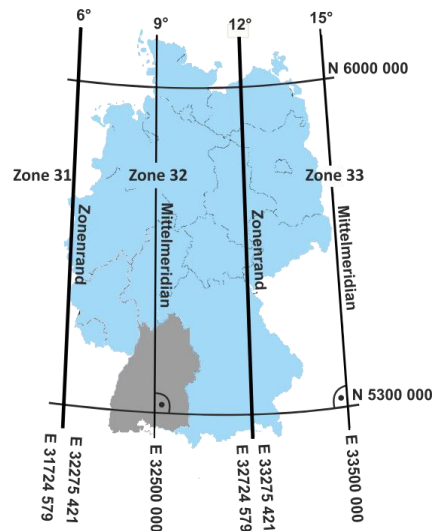 6°
9°
12°
15°
N 6000 000
Zone 31
Zone 32
Zone 33
Zonenrand
Mittelmeridian
Zonenrand
Mittelmeridian
N 5300 000
E 31724 579
E 32275 421
E 32500 000
E 32724 579
E 33275 421
E 33500 000